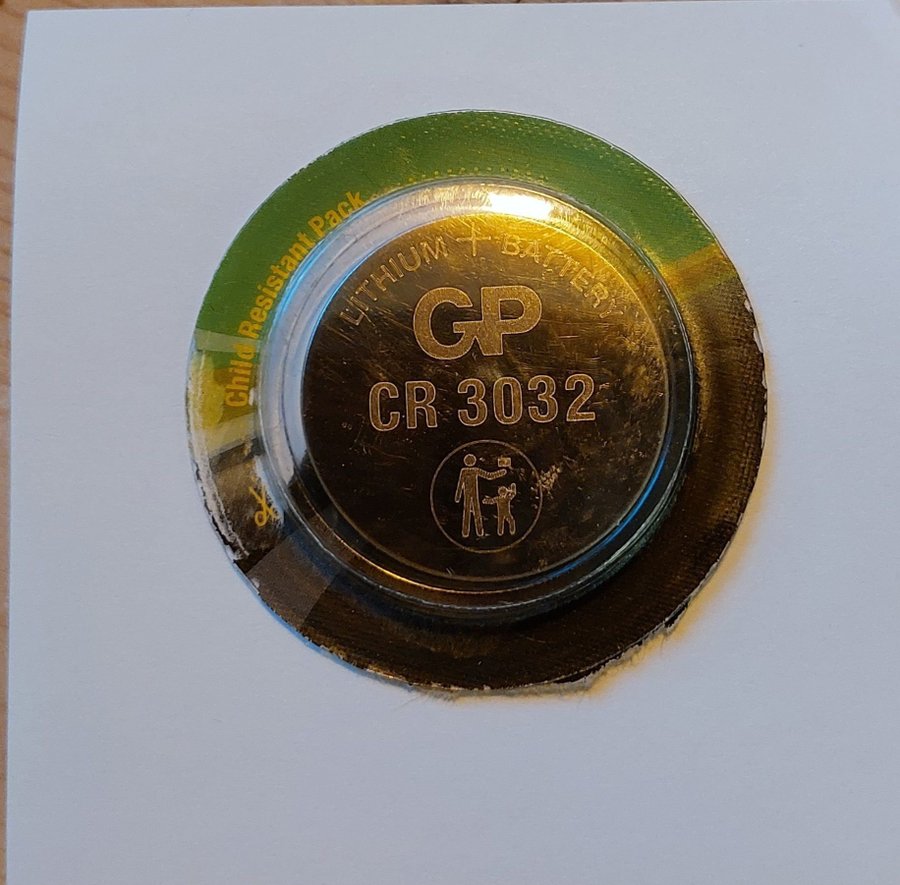 Child Resistant Pack
LITHIUM + BATTERY
GP
CR 3032